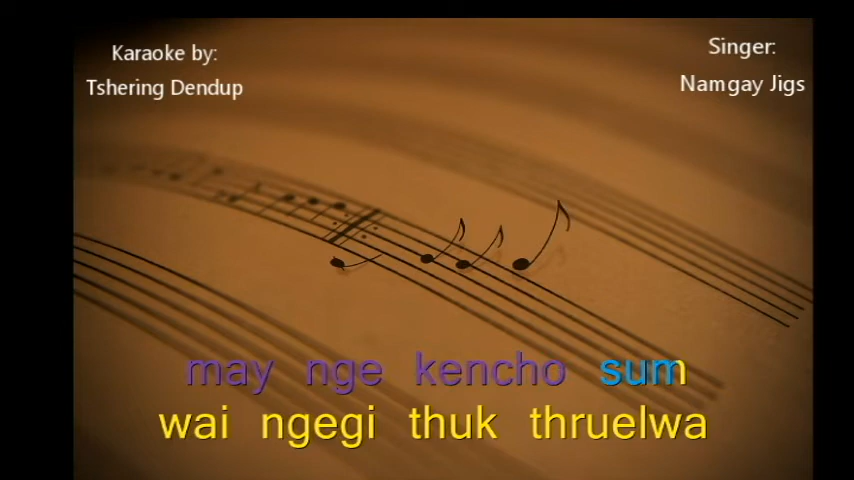 Karaoke by:
Tshering Dendup
Singer:
Namgay Jigs
may nge kencho sum
wai ngegi thuk thruelwa